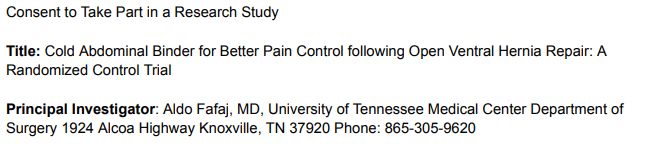 Consent to Take Part in a Research Study
Title: Cold Abdominal Binder for Better Pain Control following Open Ventral Hernia Repair: A
Randomized Control Trial
Principal Investigator: Aldo Fafaj, MD, University of Tennessee Medical Center Department of
Surgery 1924 Alcoa Highway Knoxville, TN 37920 Phone: 865-305-9620